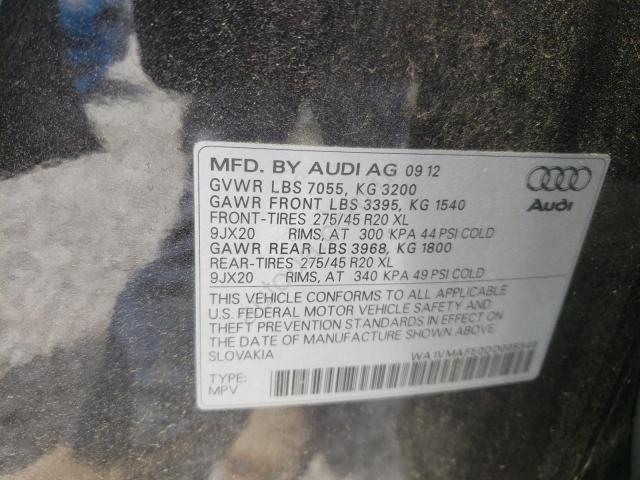 MFD. BY AUDI AG 09 12
GVWR LBS 7055, KG 3200
GAWR FRONT LBS 3395, KG 1540
FRONT-TIRES 275/45 R20 XL
9JX20 RIMS, AT 300 KPA 44 PSI COLD
GAWR REAR LBS 3968, KG 1800
REAR-TIRES 275/45 R20 XL
9JX20 RIMS, AT 340 KPA 49 PSI COLD
Audi
THIS VEHICLE CONFORMS TO ALL APPLICABLE
U.S. FEDERAL MOTOR VEHICLE SAFETY AND
THEFT PREVENTION STANDARDS IN EFFECT ON
THE DATE OF MANUFACTURE SHOWN ABOVE.
SLOVAKIA
TYPE:
MPV